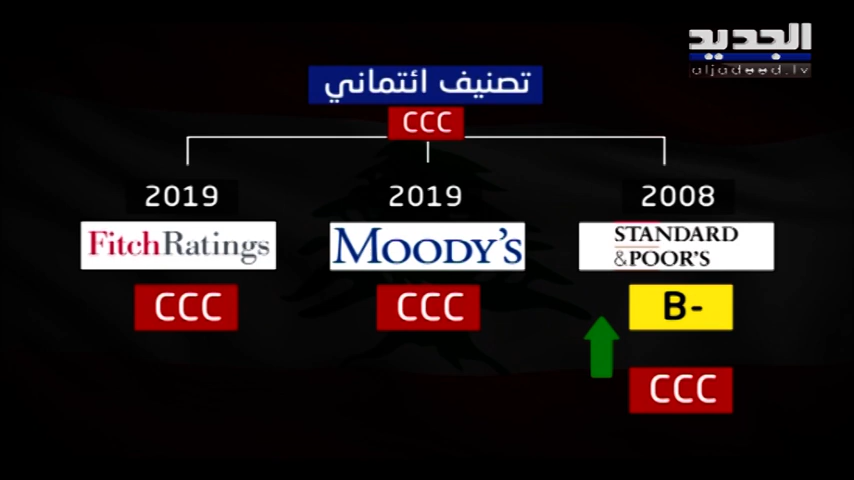 الجديد
aljadeed.tv
تصنيف ائتماني
CCC
2019
2019
2008
FitchRatings
MOODY'S
STANDARD
&POOR'S
CCC
CCC
B-
CCC